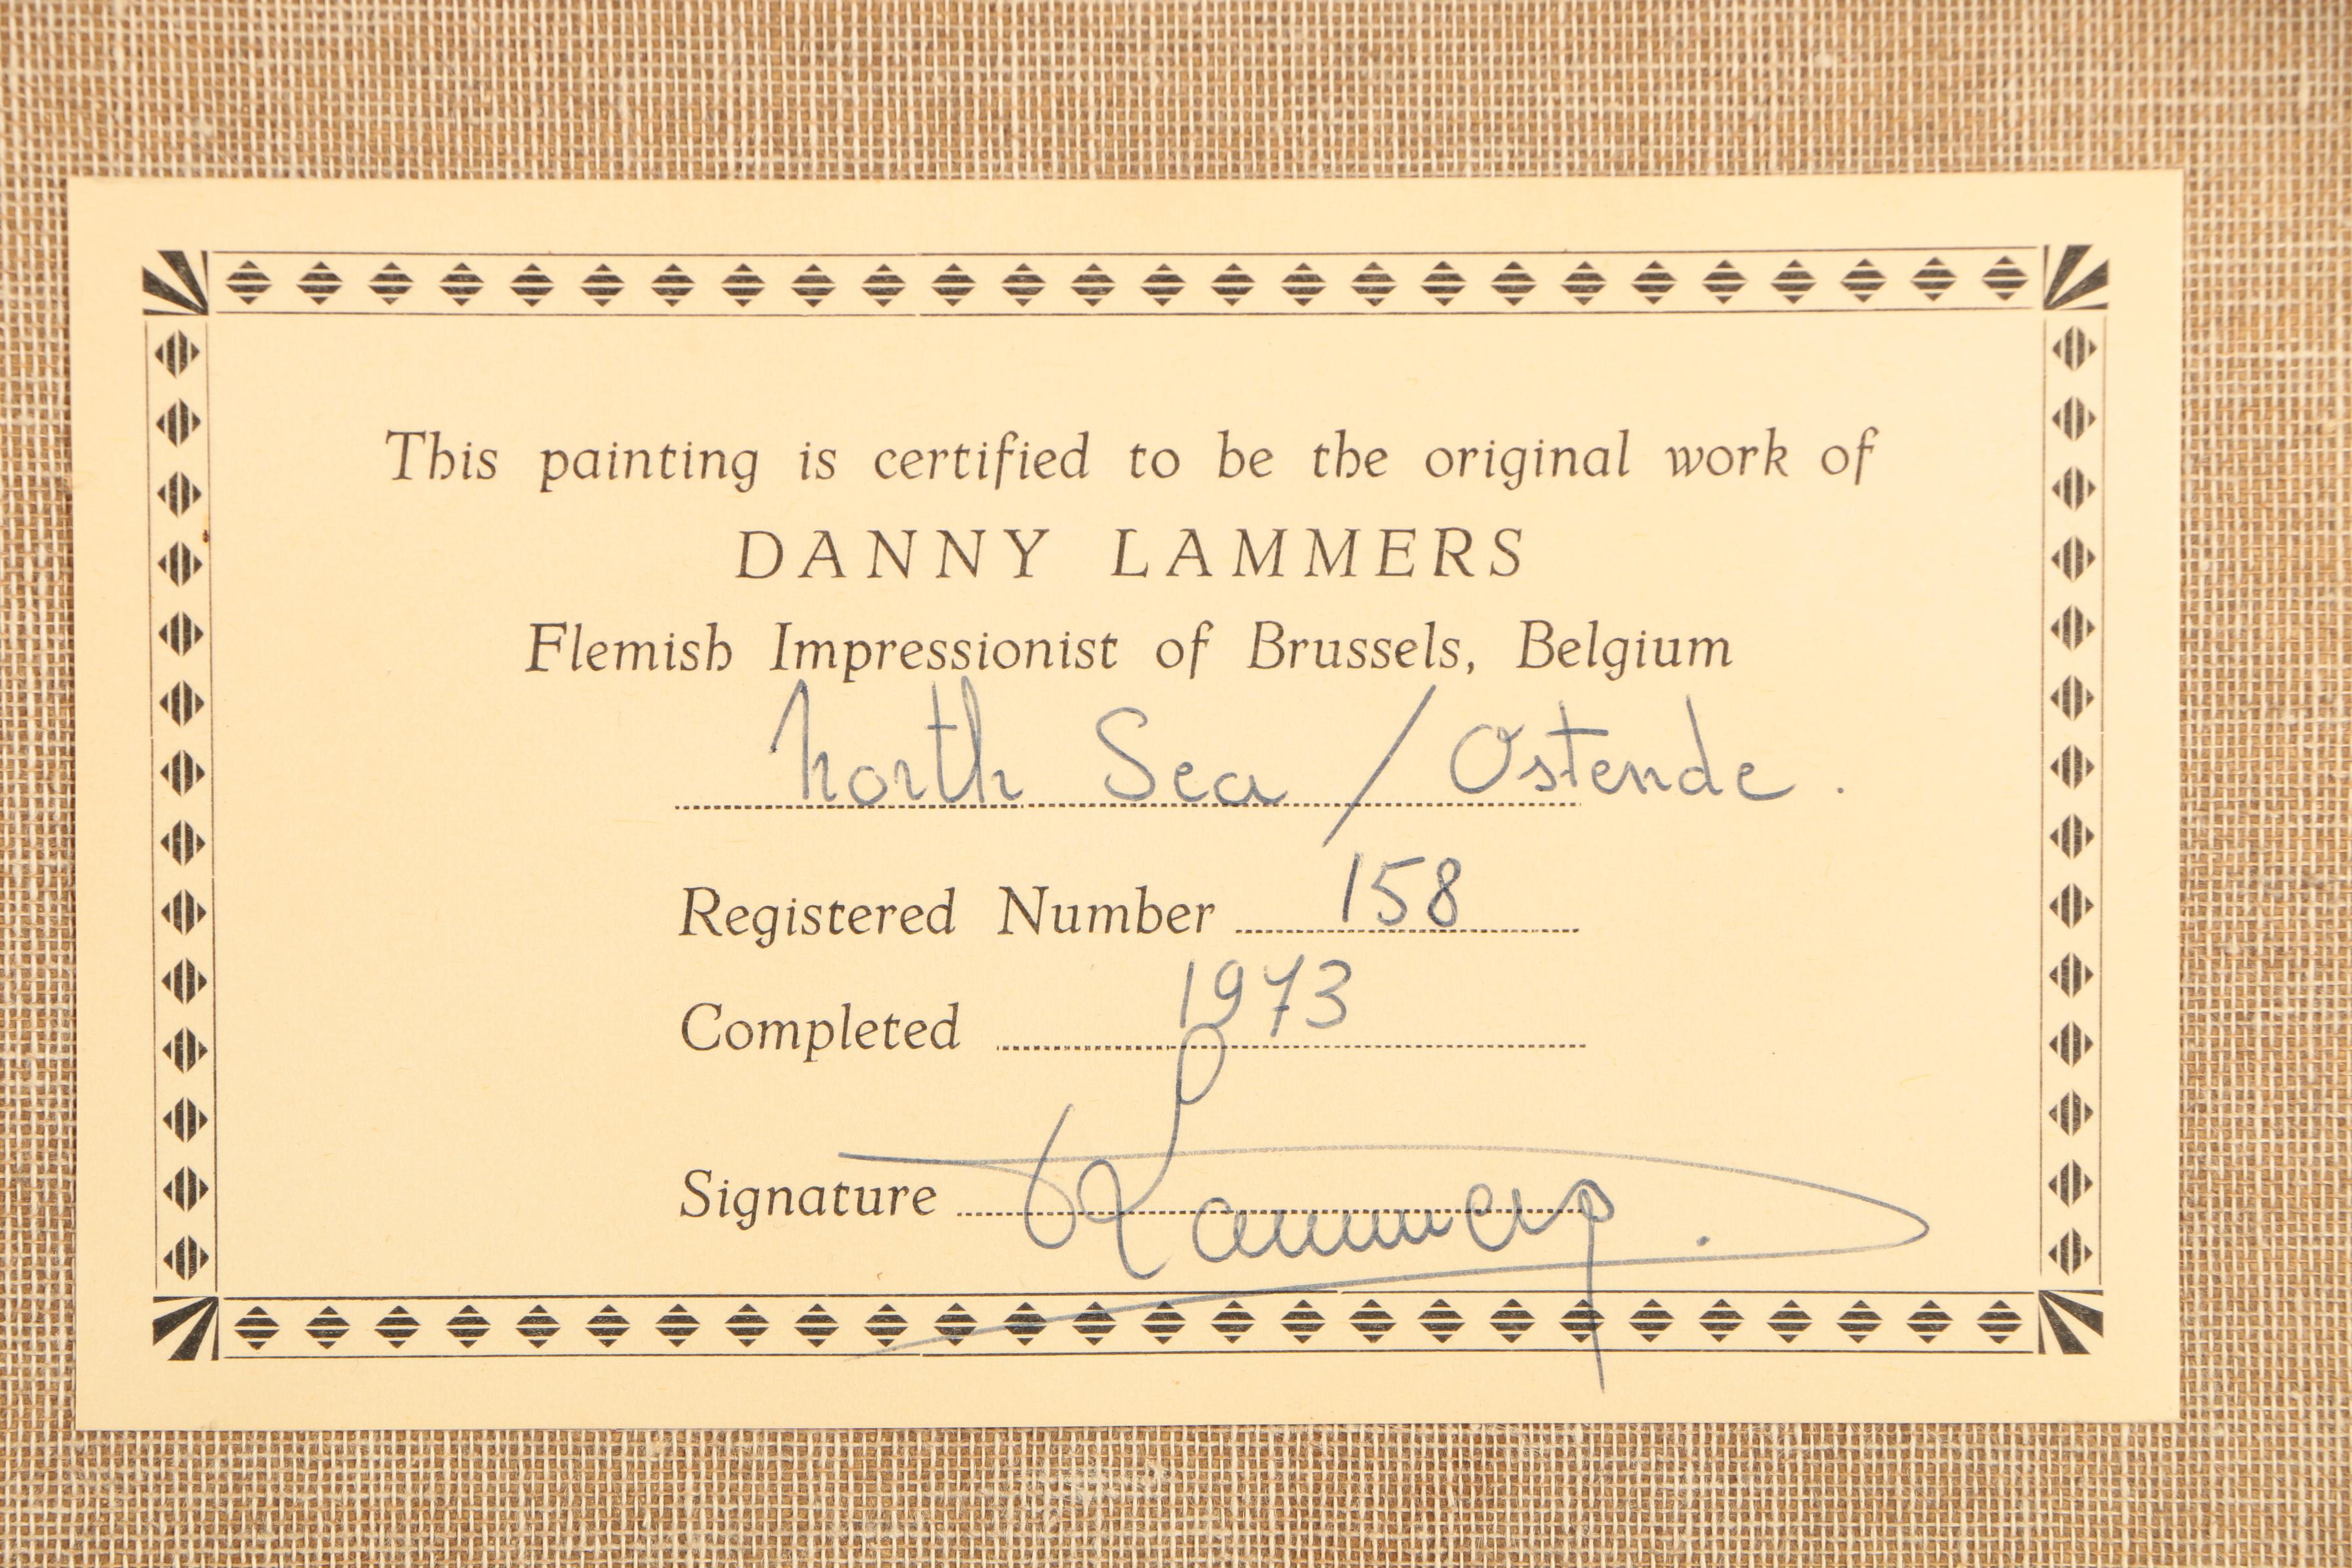 This painting is certified to be the original work of
DANNY LAMMERS
Flemish Impressionist of Brussels, Belgium
North Sea / Ostende.
Registered Number 158
Completed 1973
Signature Lammers.